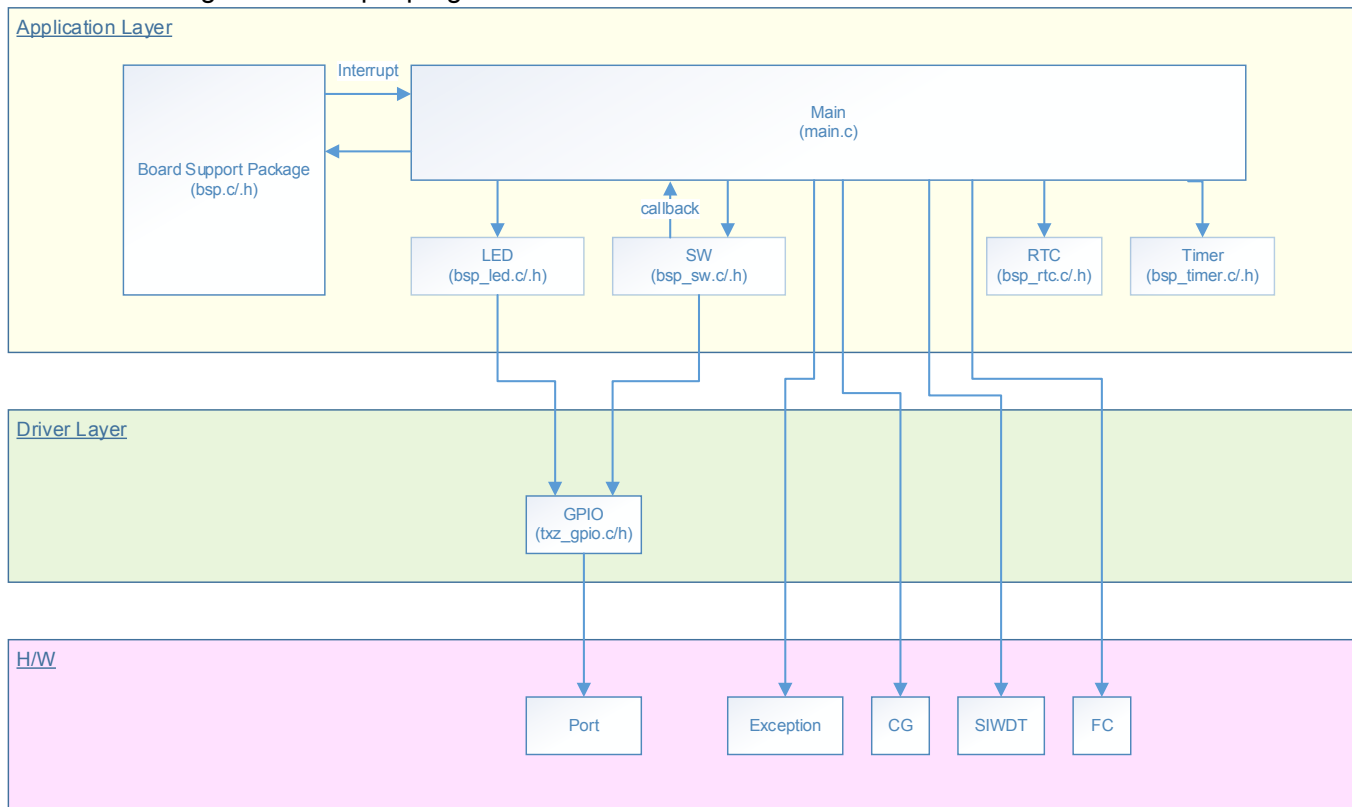 Application Layer
Interrupt
Main
(main.c)
Board Support Package
(bsp.c/.h)
callback
LED
(bsp_led.c/.h)
SW
(bsp_sw.c/.h)
RTC
(bsp_rtc.c/.h)
Timer
(bsp_timer.c/.h)
Driver Layer
GPIO
(txz_gpio.c/h)
H/W
Port
Exception
CG
SIWDT
FC